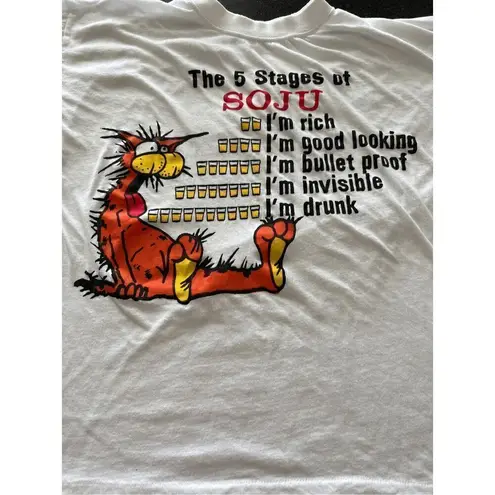 The 5 Stages of
SOJU
I'm rich
I'm good looking
I'm bullet proof
I'm invisible
I'm drunk